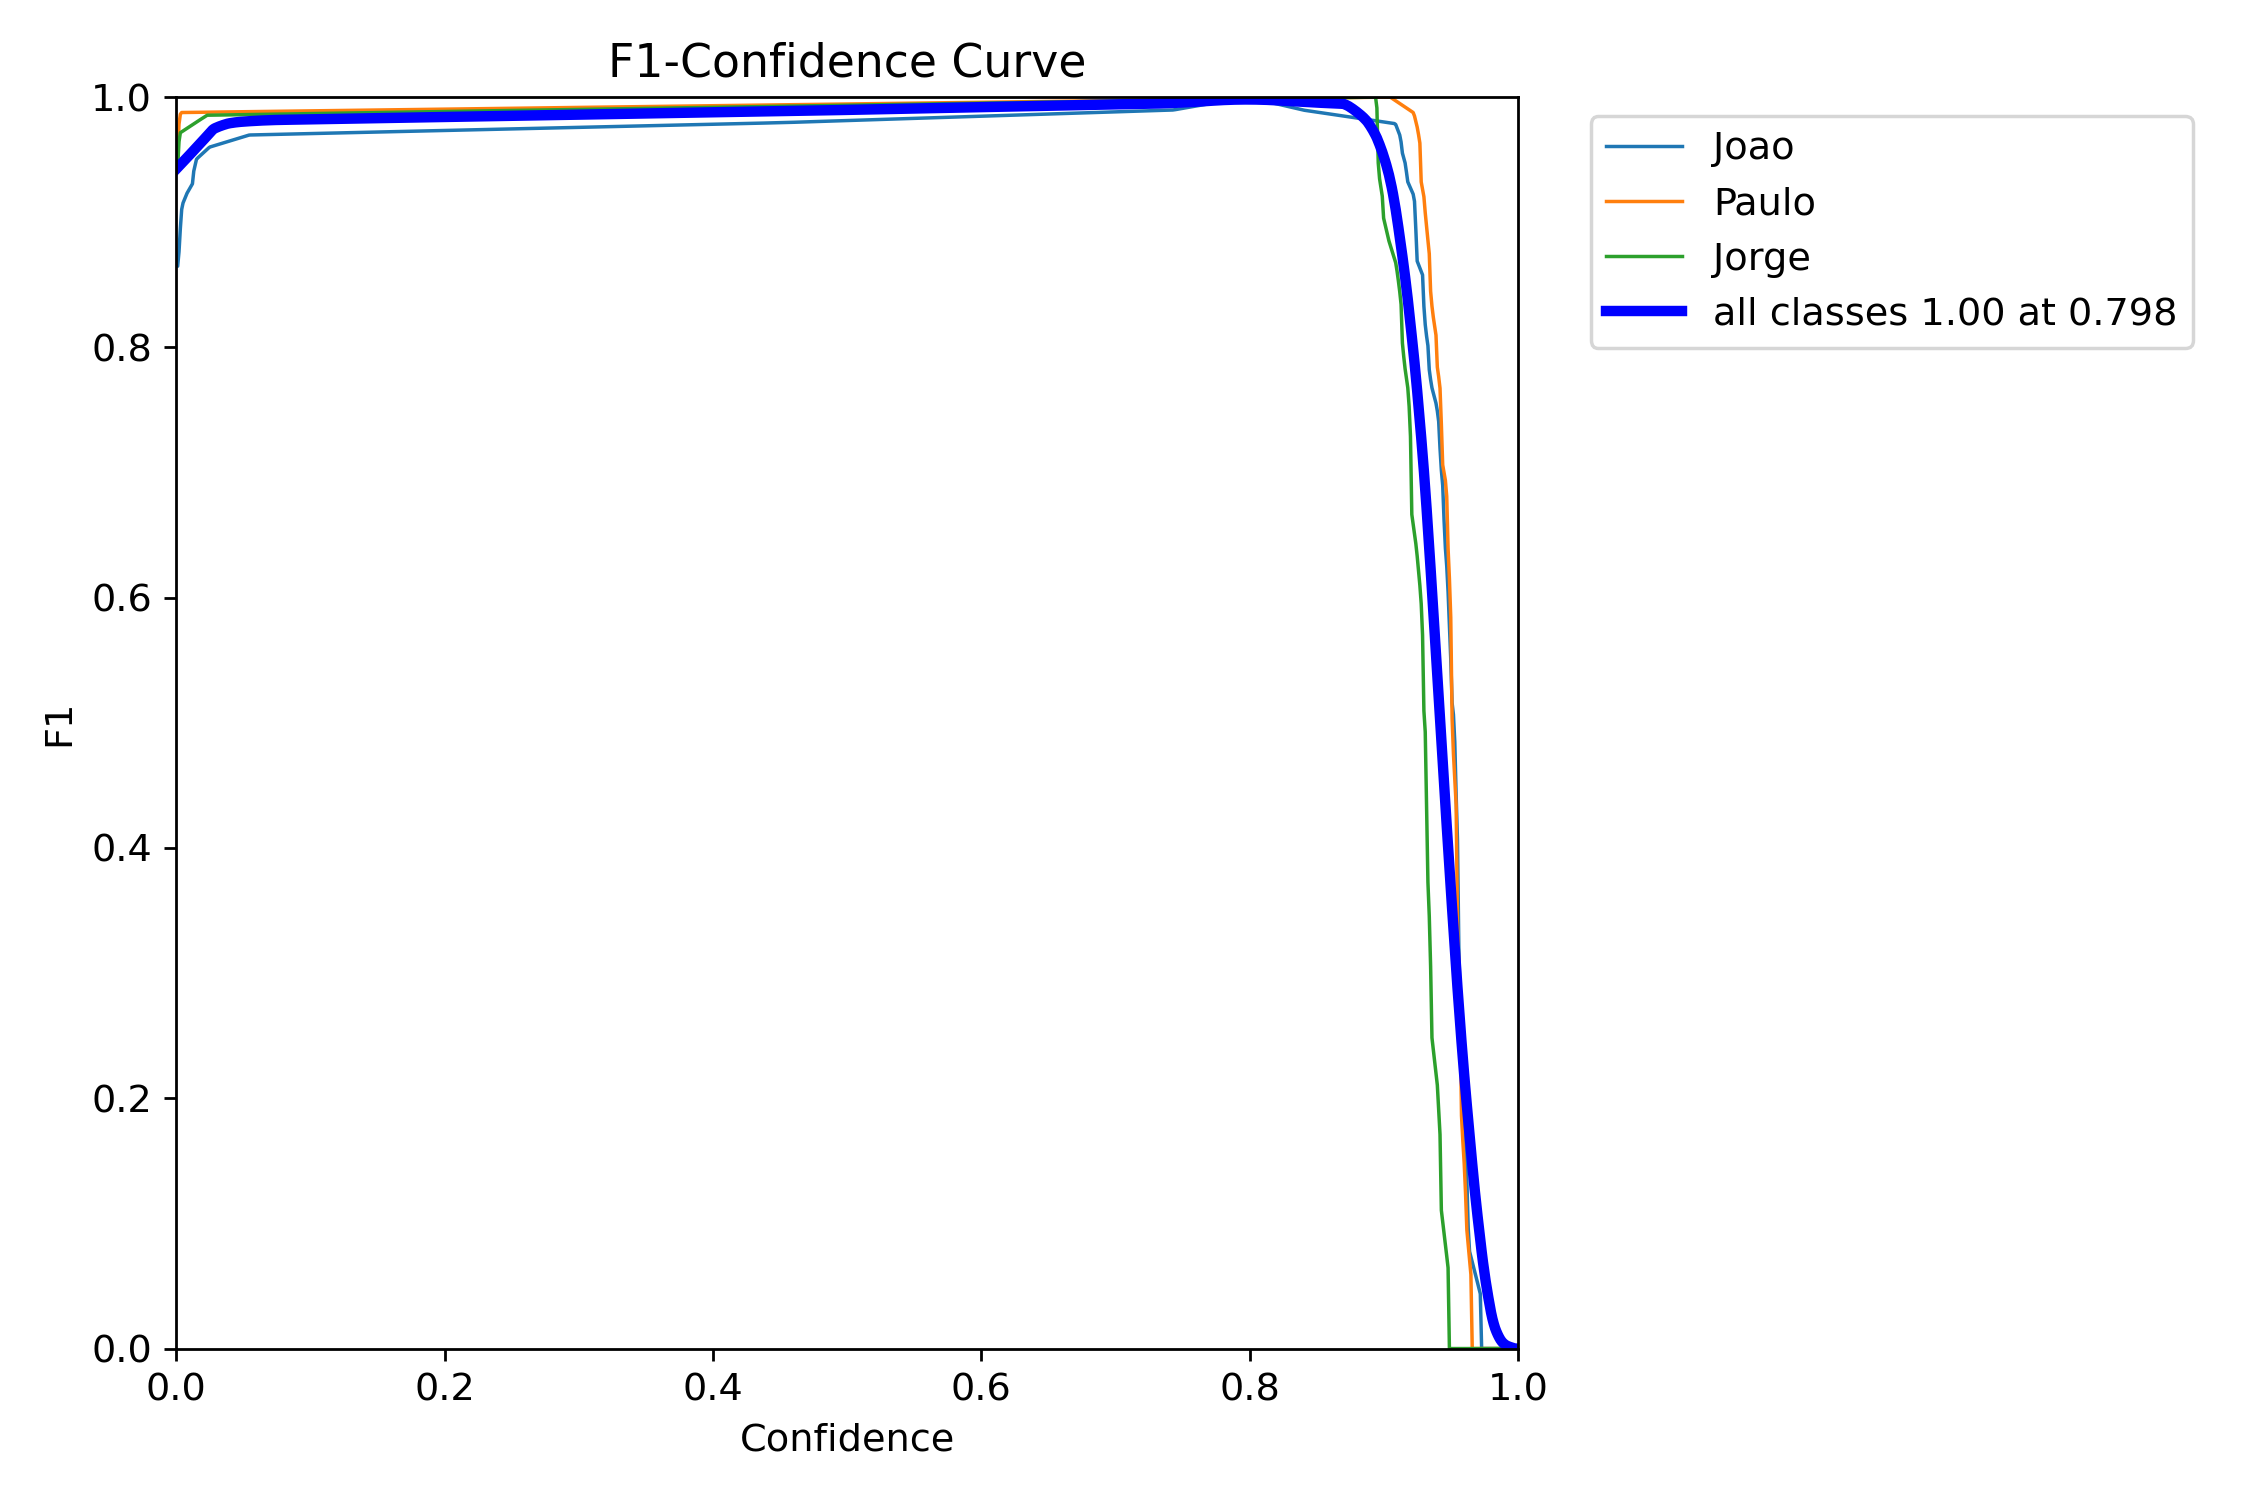 F1-Confidence Curve
1.0
0.8
0.6
0.4
0.2
0.0
F1
0.0 0.2 0.4 0.6 0.8 1.0
Confidence
Joao
Paulo
Jorge
all classes 1.00 at 0.798